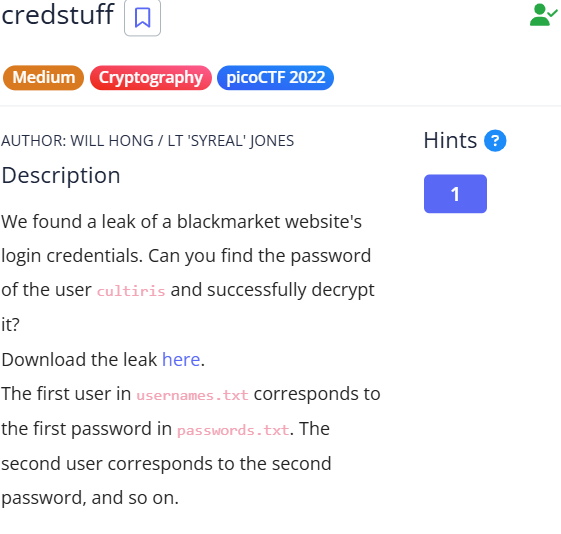 credstuff
Medium Cryptography picoCTF 2022
AUTHOR: WILL HONG / LT 'SYREAL' JONES
Hints ?
1
Description
We found a leak of a blackmarket website's
login credentials. Can you find the password
of the user cultiris and successfully decrypt
it?
Download the leak here.
The first user in usernames.txt corresponds to
the first password in passwords.txt. The
second user corresponds to the second
password, and so on.